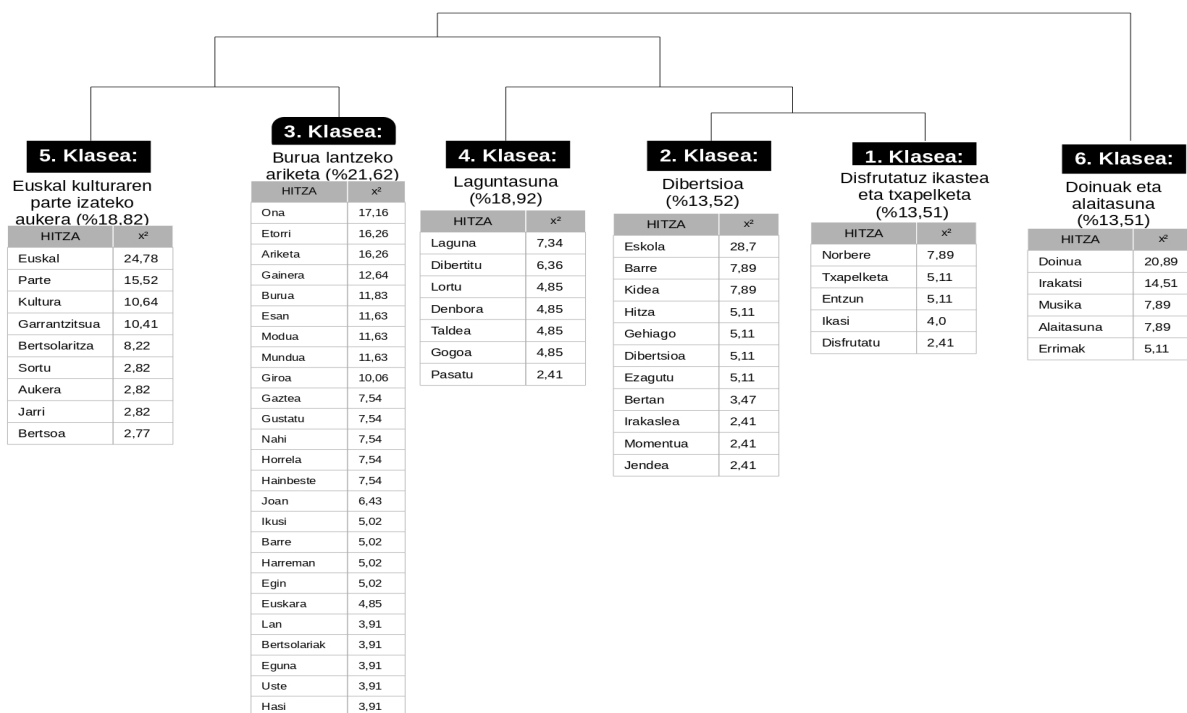 5. Klasea:
Euskal kulturaren
parte izateko
aukera (%18,82)
HITZA x²
Euskal 24,78
Parte 15,52
Kultura 10,64
Garrantzitsua 10,41
Bertsolaritza 8,22
Sortu 2,82
Aukera 2,82
Jarri 2,82
Bertsoa 2,77
3. Klasea:
Burua lantzeko
ariketa (%21,62)
HITZA x²
Ona 17,16
Etorri 16,26
Ariketa 16,26
Gainera 12,64
Burua 11,83
Esan 11,63
Modua 11,63
Mundua 11,63
Giroa 10,06
Gaztea 7,54
Gustatu 7,54
Nahi 7,54
Horrela 7,54
Hainbeste 7,54
Joan 6,43
Ikusi 5,02
Barre 5,02
Harreman 5,02
Egin 5,02
Euskara 4,85
Lan 3,91
Bertsolariak 3,91
Eguna 3,91
Uste 3,91
Hasi 3,91
4. Klasea:
Laguntasuna
(%18,92)
HITZA x²
Laguna 7,34
Dibertitu 6,36
Lortu 4,85
Denbora 4,85
Taldea 4,85
Gogoa 4,85
Pasatu 2,41
2. Klasea:
Dibertsioa
(%13,52)
HITZA x²
Eskola 28,7
Barre 7,89
Kidea 7,89
Hitza 5,11
Gehiago 5,11
Dibertsioa 5,11
Ezagutu 5,11
Bertan 3,47
Irakaslea 2,41
Momentua 2,41
Jendea 2,41
1. Klasea:
Disfrutatuz ikastea
eta txapelketa
(%13,51)
HITZA x²
Norbere 7,89
Txapelketa 5,11
Entzun 5,11
Ikasi 4,0
Disfrutatu 2,41
6. Klasea:
Doinuak eta
alaitasuna
(%13,51)
HITZA x²
Doinua 20,89
Irakatsi 14,51
Musika 7,89
Alaitasuna 7,89
Errimak 5,11